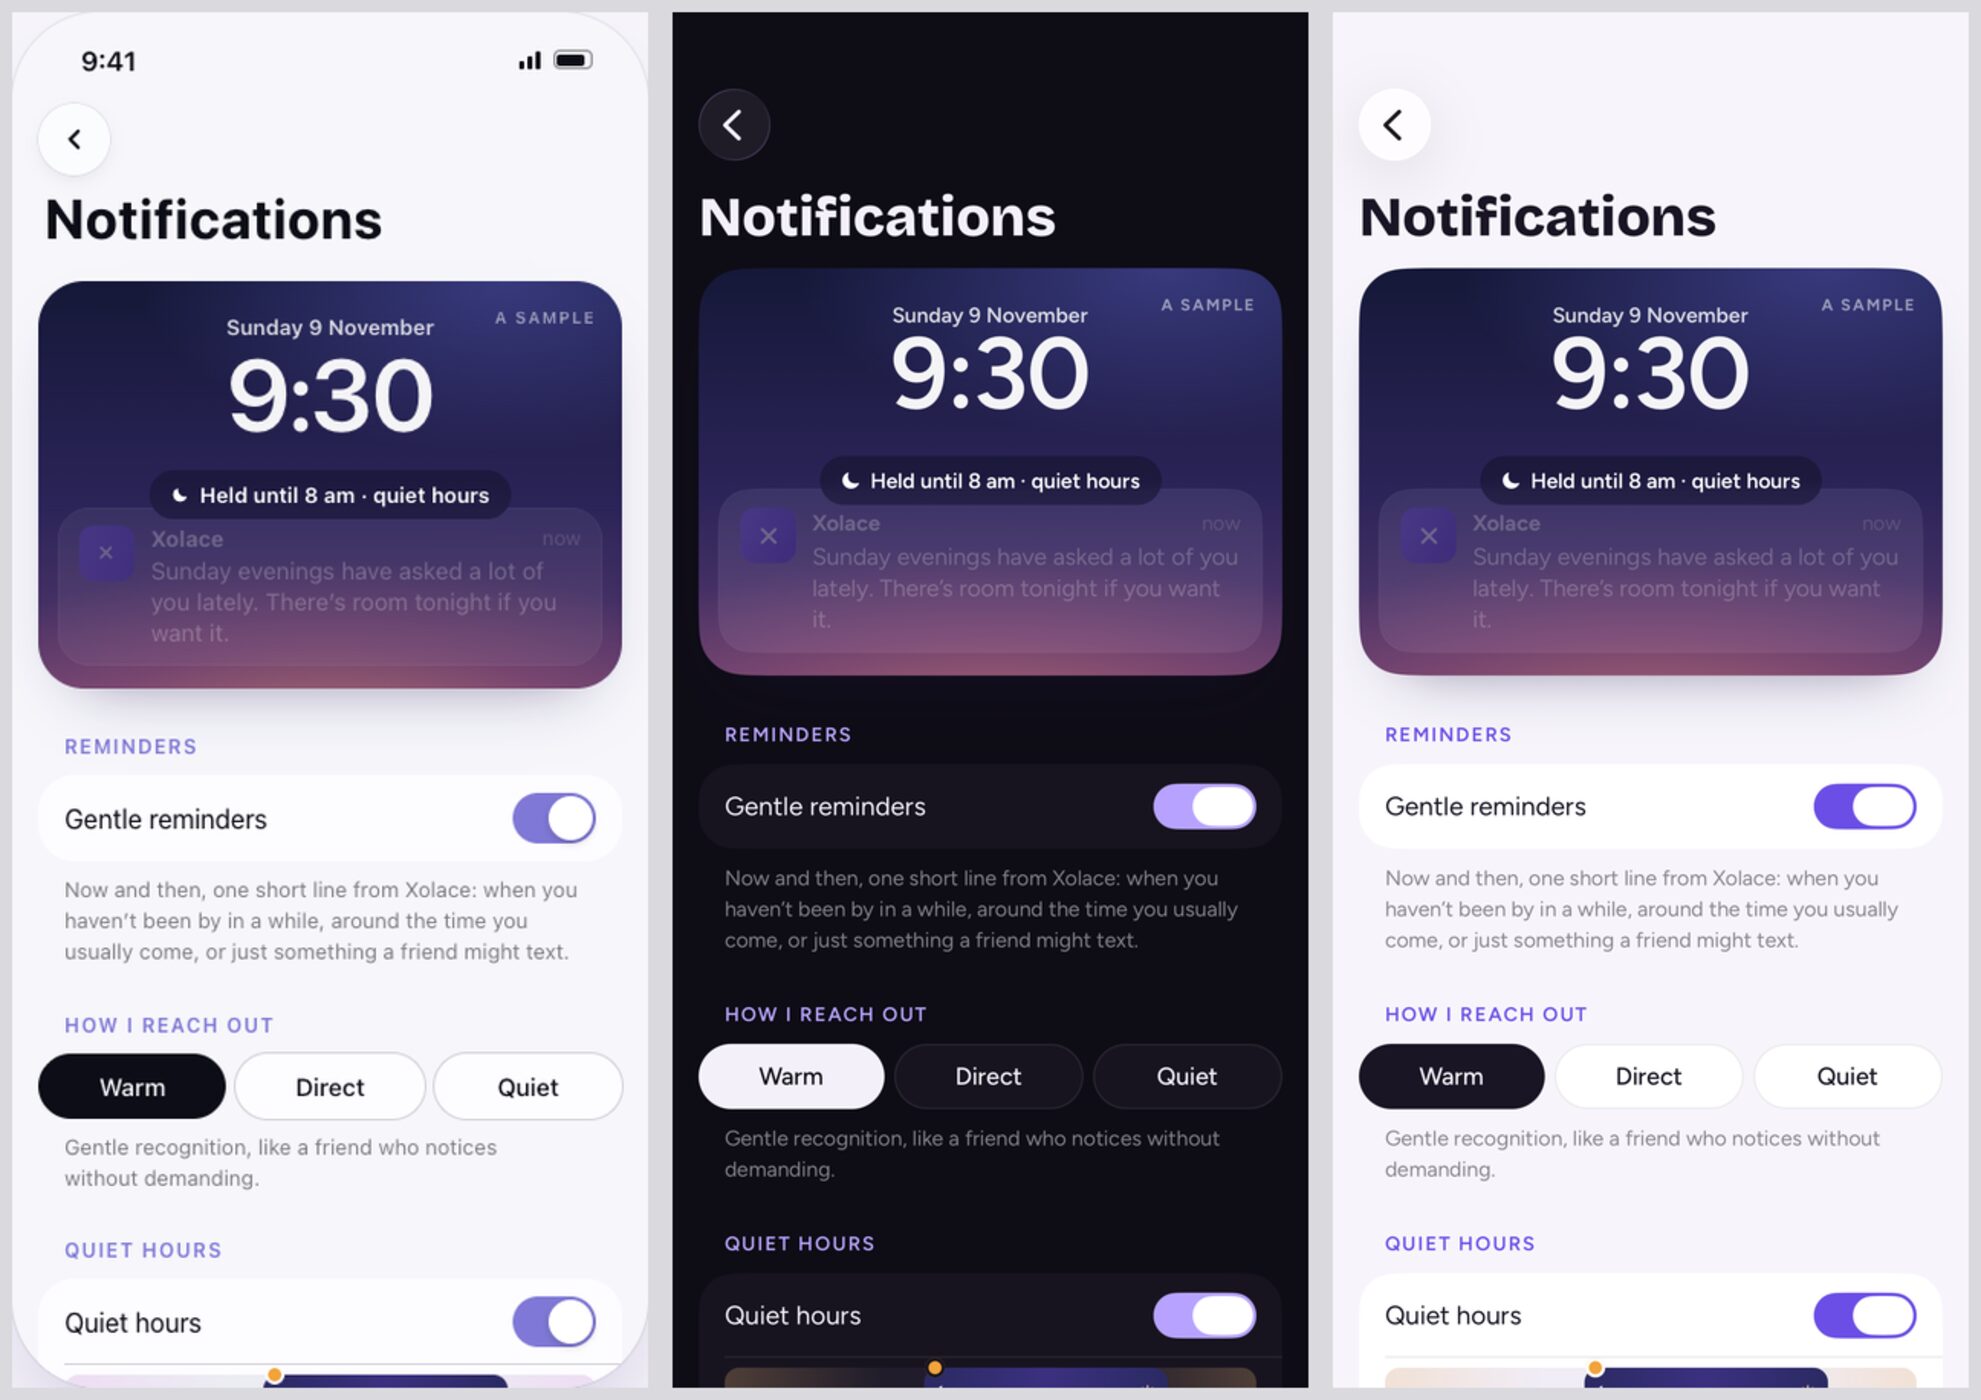 9:41
Notifications
A SAMPLE
Sunday 9 November
9:30
Held until 8 am · quiet hours
Xolace
now
Sunday evenings have asked a lot of
you lately. There’s room tonight if you
want it.
REMINDERS
Gentle reminders
Now and then, one short line from Xolace: when you
haven’t been by in a while, around the time you
usually come, or just something a friend might text.
HOW I REACH OUT
Warm
Direct
Quiet
Gentle recognition, like a friend who notices
without demanding.
QUIET HOURS
Quiet hours
Notifications
A SAMPLE
Sunday 9 November
9:30
Held until 8 am · quiet hours
Xolace
now
Sunday evenings have asked a lot of you
lately. There’s room tonight if you want
it.
REMINDERS
Gentle reminders
Now and then, one short line from Xolace: when you
haven’t been by in a while, around the time you usually
come, or just something a friend might text.
HOW I REACH OUT
Warm
Direct
Quiet
Gentle recognition, like a friend who notices without
demanding.
QUIET HOURS
Quiet hours
Notifications
A SAMPLE
Sunday 9 November
9:30
Held until 8 am · quiet hours
Xolace
now
Sunday evenings have asked a lot of you
lately. There’s room tonight if you want
it.
REMINDERS
Gentle reminders
Now and then, one short line from Xolace: when you
haven’t been by in a while, around the time you usually
come, or just something a friend might text.
HOW I REACH OUT
Warm
Direct
Quiet
Gentle recognition, like a friend who notices without
demanding.
QUIET HOURS
Quiet hours